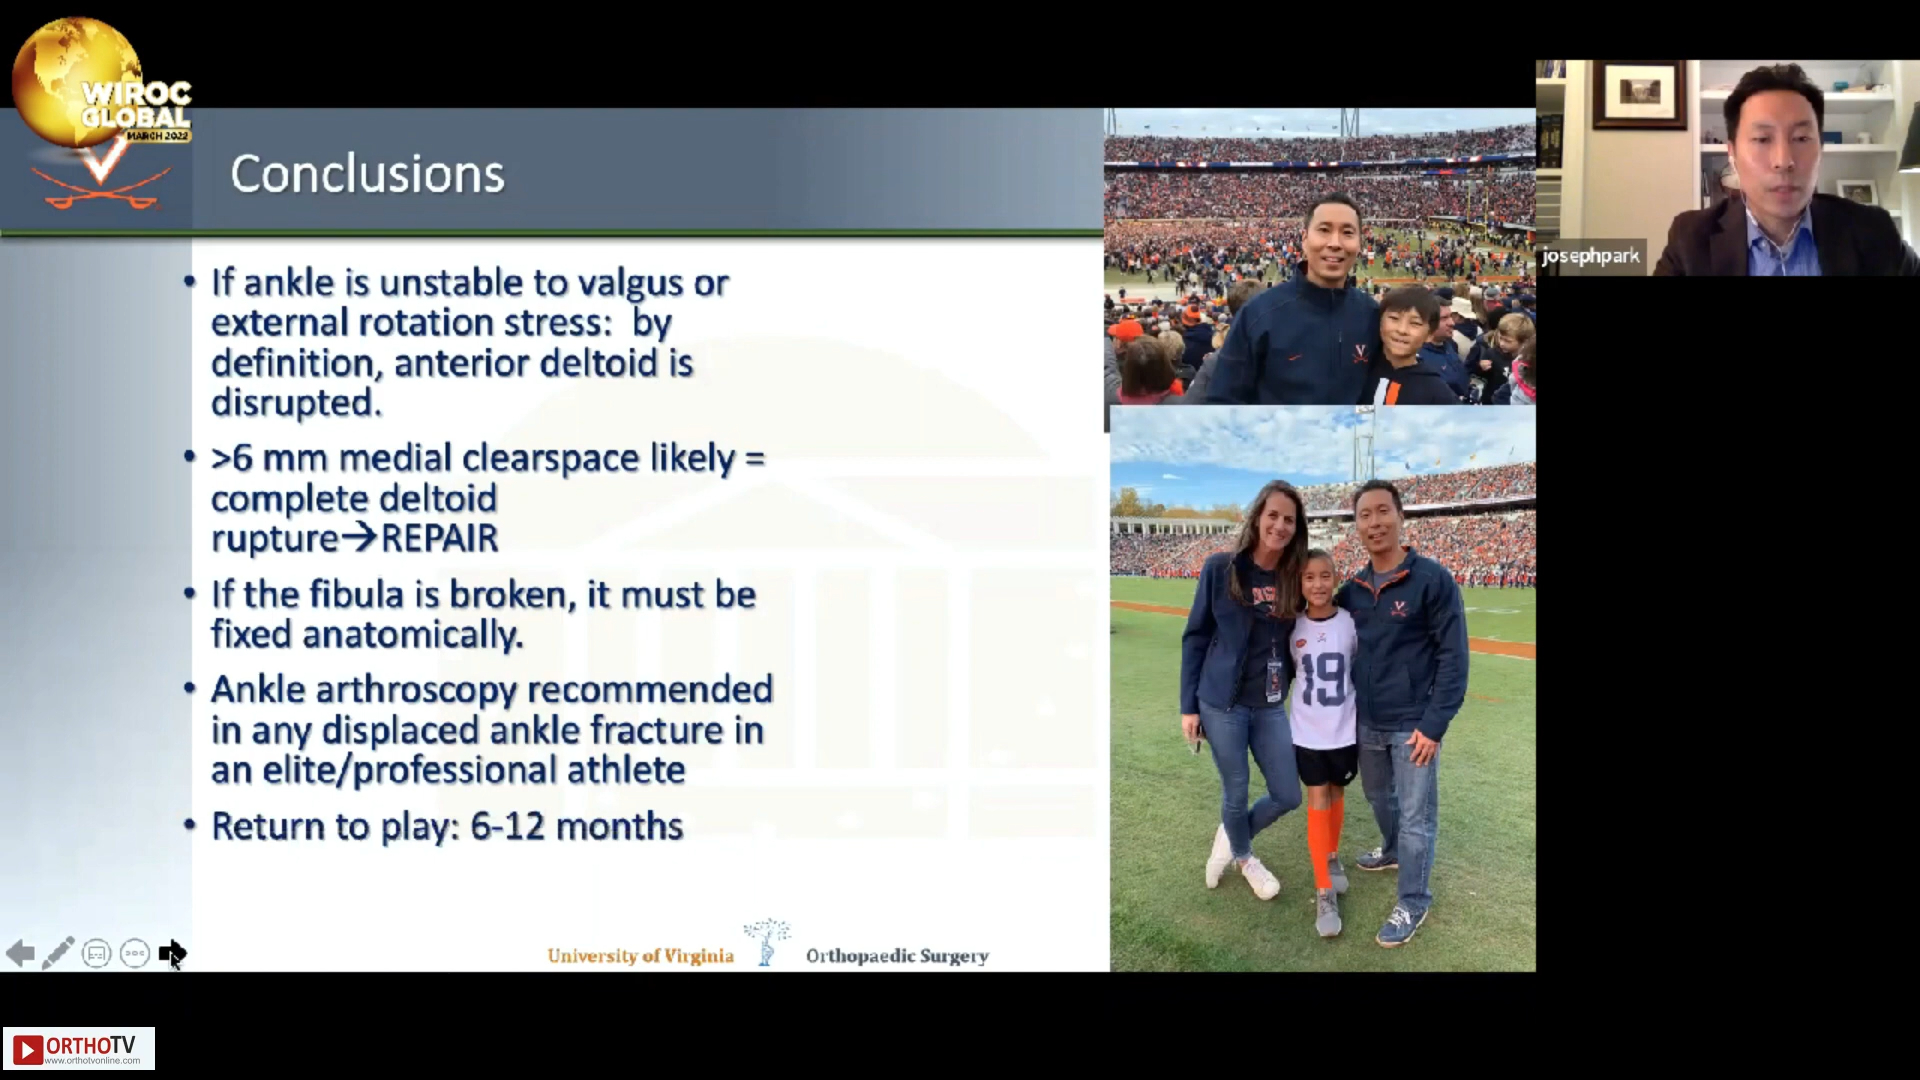 WIROC
GLOBAL
MARCH 2022
Conclusions
• If ankle is unstable to valgus or
external rotation stress: by
definition, anterior deltoid is
disrupted.
• >6 mm medial clearspace likely =
complete deltoid
rupture→REPAIR
• If the fibula is broken, it must be
fixed anatomically.
• Ankle arthroscopy recommended
in any displaced ankle fracture in
an elite/professional athlete
• Return to play: 6-12 months
University of Virginia Orthopaedic Surgery
josephpark
19
ORTHOTV
www.orthotvonline.com